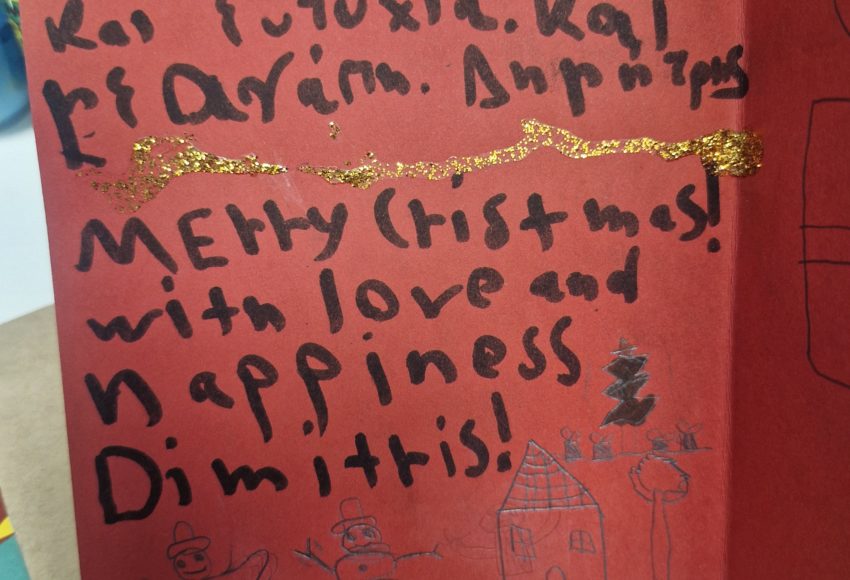 και Ευτυχία. Και
με αγάπη. Δημήτρης
MErry Cristmas!
with love and
happiness
Dimitris!